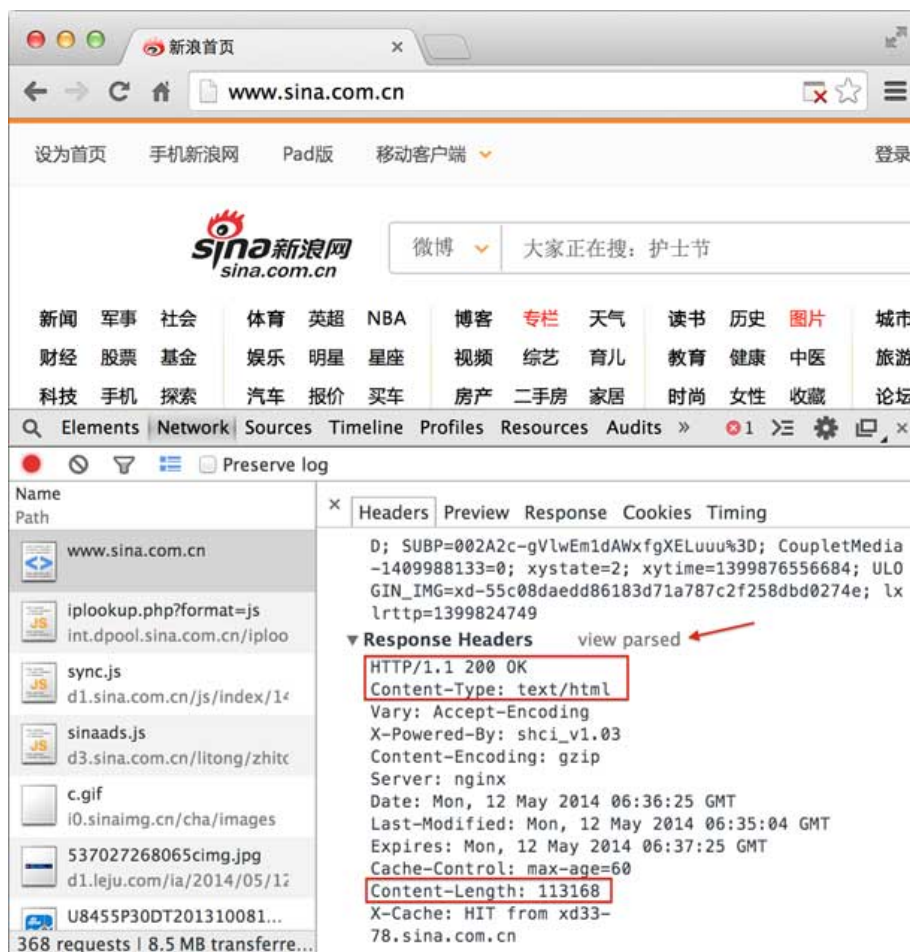 新浪首页
www.sina.com.cn
设为首页 手机新浪网 Pad版 移动客户端 登录
sina新浪网
sina.com.cn
微博 大家正在搜：护士节
新闻 军事 社会 体育 英超 NBA 博客 专栏 天气 读书 历史 图片 城市
财经 股票 基金 娱乐 明星 星座 视频 综艺 育儿 教育 健康 中医 旅游
科技 手机 探索 汽车 报价 买车 房产 二手房 家居 时尚 女性 收藏 论坛
Elements Network Sources Timeline Profiles Resources Audits » 1
Preserve log
Name
Path
www.sina.com.cn
iplookup.php?format=js
int.dpool.sina.com.cn/iploo
sync.js
d1.sina.com.cn/js/index/14
sinaads.js
d3.sina.com.cn/litong/zhito
c.gif
i0.sinaimg.cn/cha/images
537027268065cimg.jpg
d1.leju.com/ia/2014/05/12
U8455P30DT201310081...
368 requests | 8.5 MB transferre...
× Headers Preview Response Cookies Timing
D; SUBP=002A2c-gVlwEm1dAWxfgXELuuu%3D; CoupletMedia
-1409988133=0; xystate=2; xytime=1399876556684; ULO
GIN_IMG=xd-55c08daedd86183d71a787c2f258dbd0274e; lx
lrttp=1399824749
Response Headers view parsed
HTTP/1.1 200 OK
Content-Type: text/html
Vary: Accept-Encoding
X-Powered-By: shci_v1.03
Content-Encoding: gzip
Server: nginx
Date: Mon, 12 May 2014 06:36:25 GMT
Last-Modified: Mon, 12 May 2014 06:35:04 GMT
Expires: Mon, 12 May 2014 06:37:25 GMT
Cache-Control: max-age=60
Content-Length: 113168
X-Cache: HIT from xd33-
78.sina.com.cn